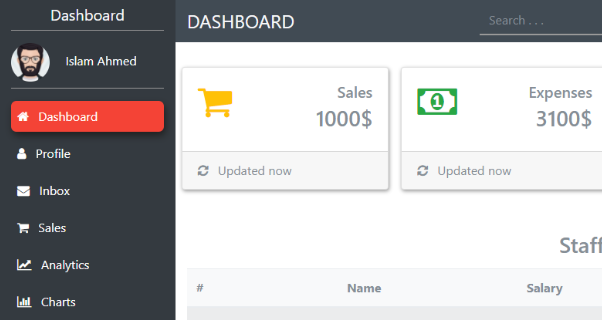 Dashboard
Islam Ahmed
Dashboard
Profile
Inbox
Sales
Analytics
Charts
DASHBOARD
Search . . .
Sales
1000$
Updated now
Expenses
3100$
Updated now
Staff
# Name Salary